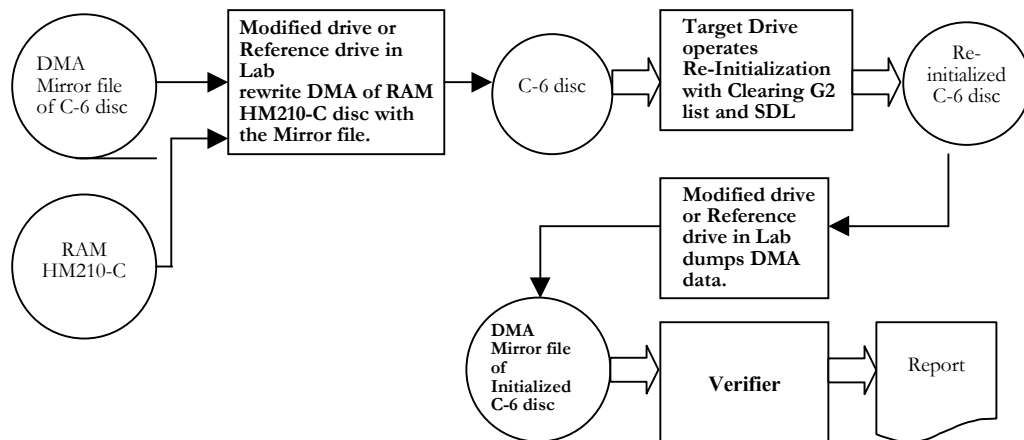 DMA
Mirror file
of C-6 disc
Modified drive or
Reference drive in
Lab
rewrite DMA of RAM
HM210-C disc with
the Mirror file.
C-6 disc
Target Drive
operates
Re-Initialization
with Clearing G2
list and SDL
Re-
initialized
C-6 disc
RAM
HM210-C
Modified drive
or Reference
drive in Lab
dumps DMA
data.
DMA
Mirror file
of
Initialized
C-6 disc
Verifier
Report